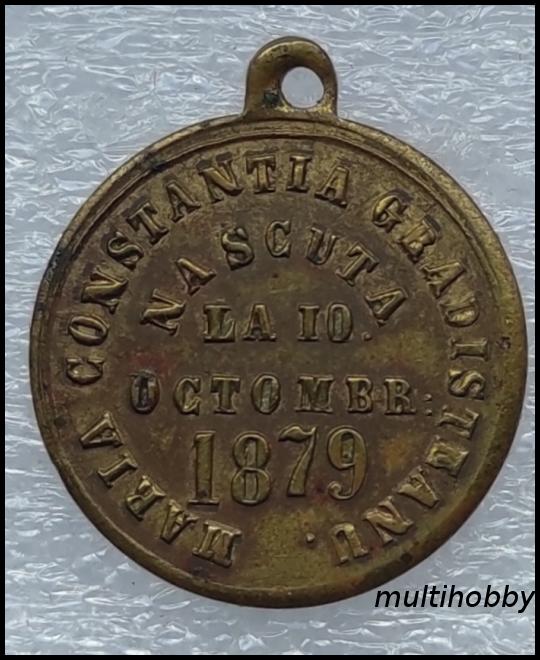 MARIA CONSTANTIA GRADISTEANU.
NASCUTA
LA 10.
OCTOMBR:
1879
multihobby